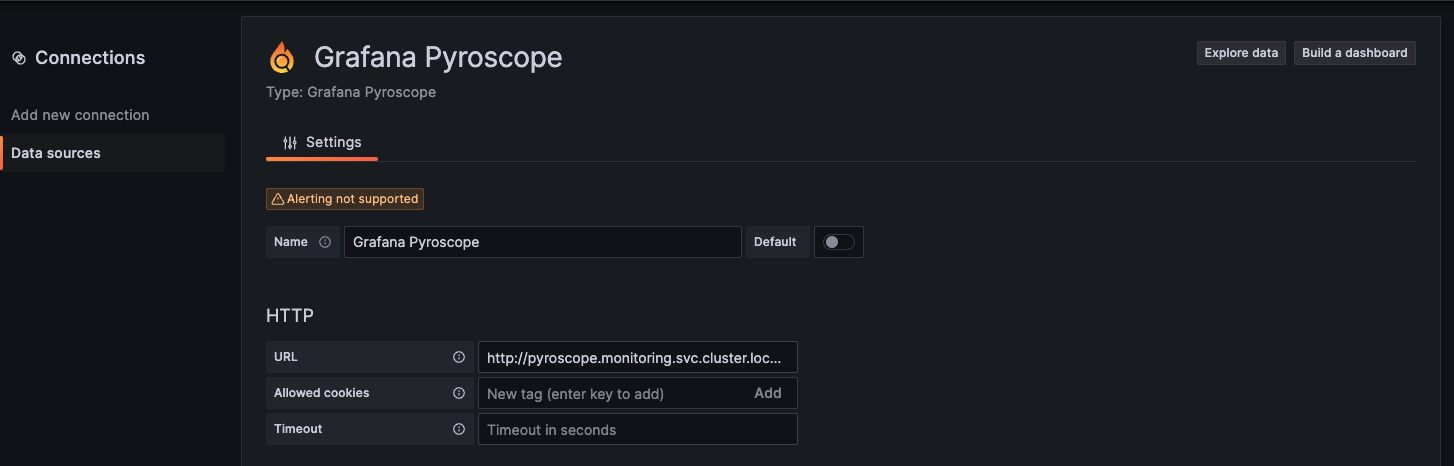 Connections
Add new connection
Data sources
Grafana Pyroscope
Explore data
Build a dashboard
Type: Grafana Pyroscope
Settings
Alerting not supported
Name
Grafana Pyroscope
Default
HTTP
URL
http://pyroscope.monitoring.svc.cluster.loc...
Allowed cookies
New tag (enter key to add)
Add
Timeout
Timeout in seconds